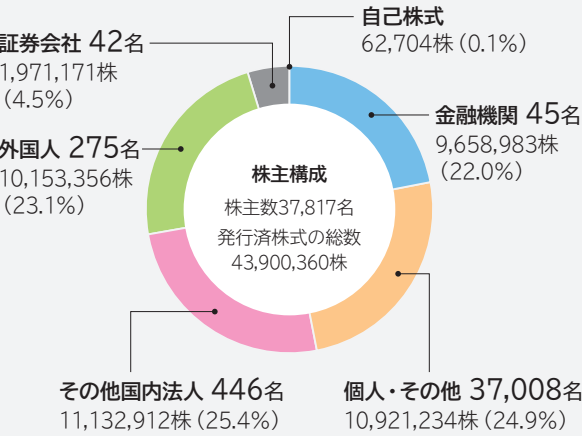 自己株式
62,704株（0.1%）
証券会社 42名
1,971,171株
（4.5%）
金融機関 45名
9,658,983株
（22.0%）
外国人 275名
10,153,356株
（23.1%）
株主構成
株主数37,817名
発行済株式の総数
43,900,360株
その他国内法人 446名
11,132,912株（25.4%）
個人・その他 37,008名
10,921,234株（24.9%）